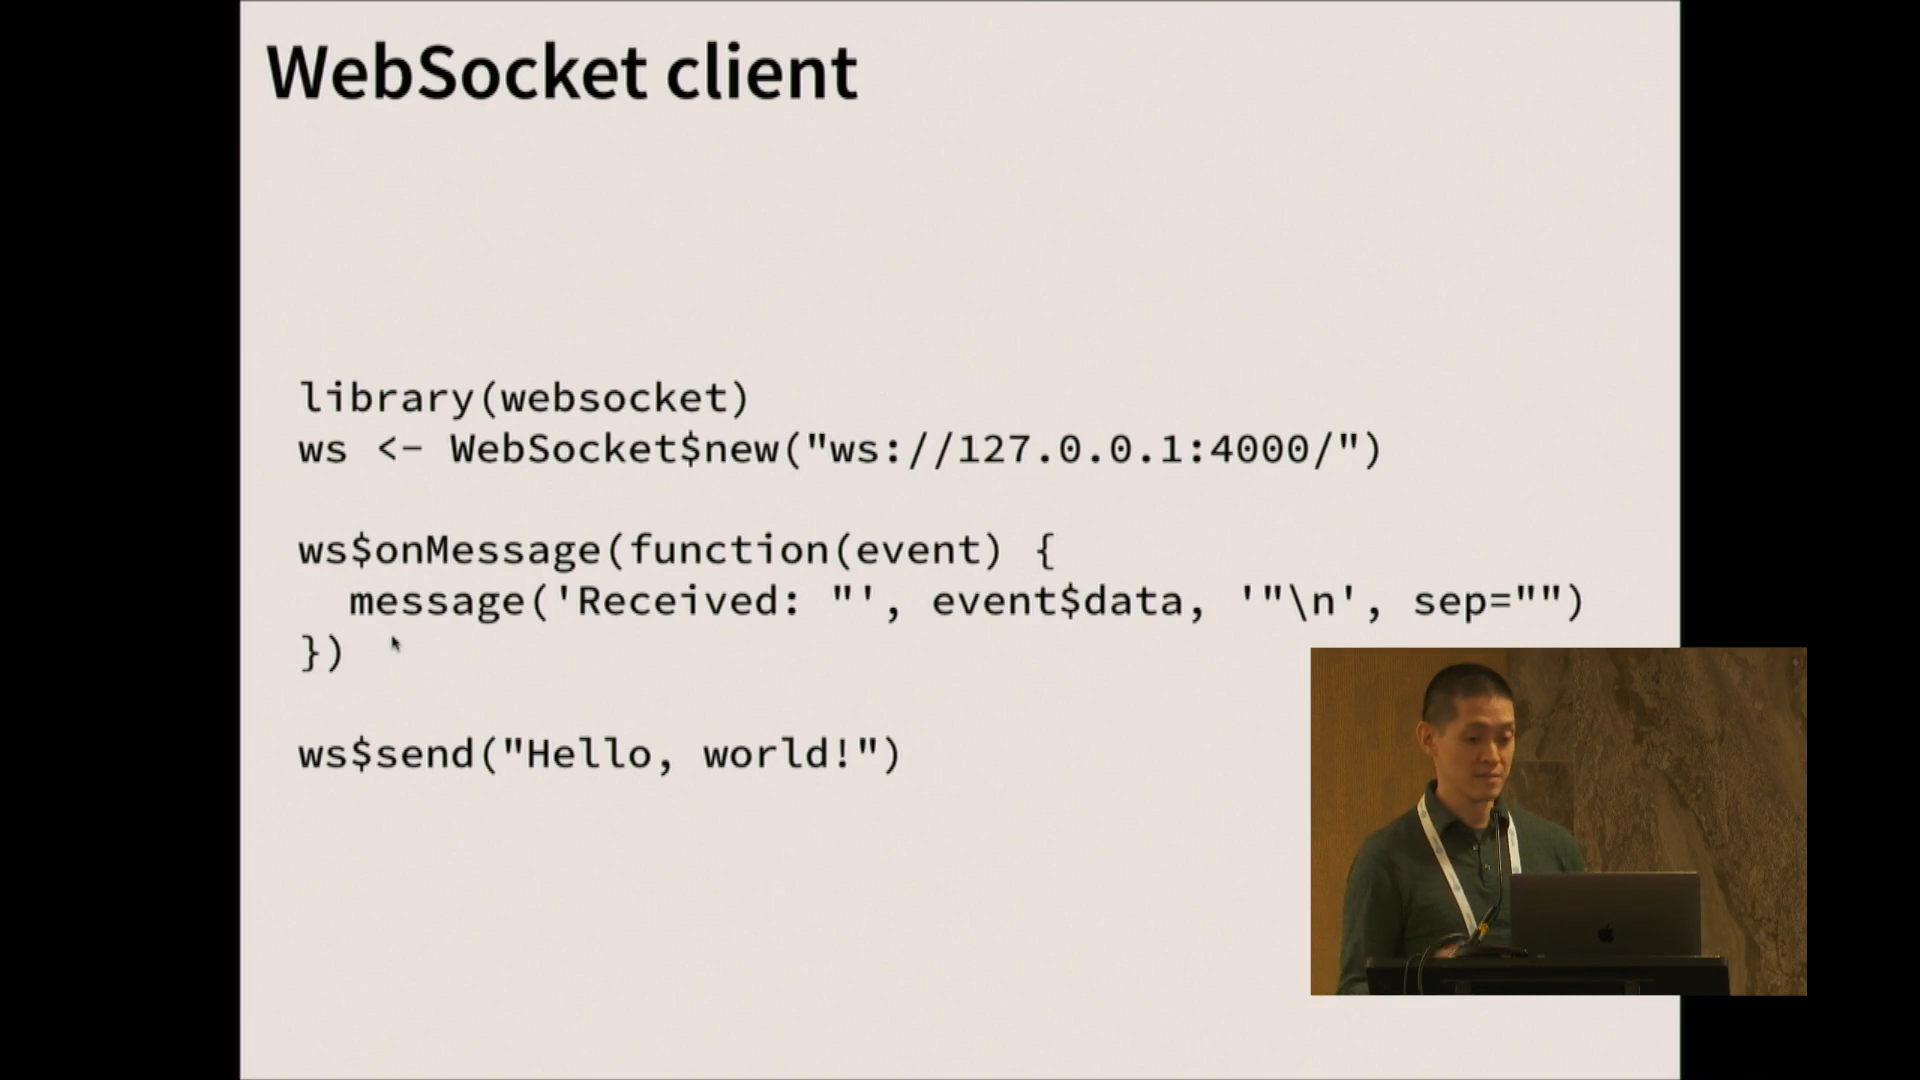 WebSocket client
library(websocket)
ws <- WebSocket$new("ws://127.0.0.1:4000/")
ws$onMessage(function(event) {
  message('Received: "', event$data, '"\n', sep="")
})
ws$send("Hello, world!")